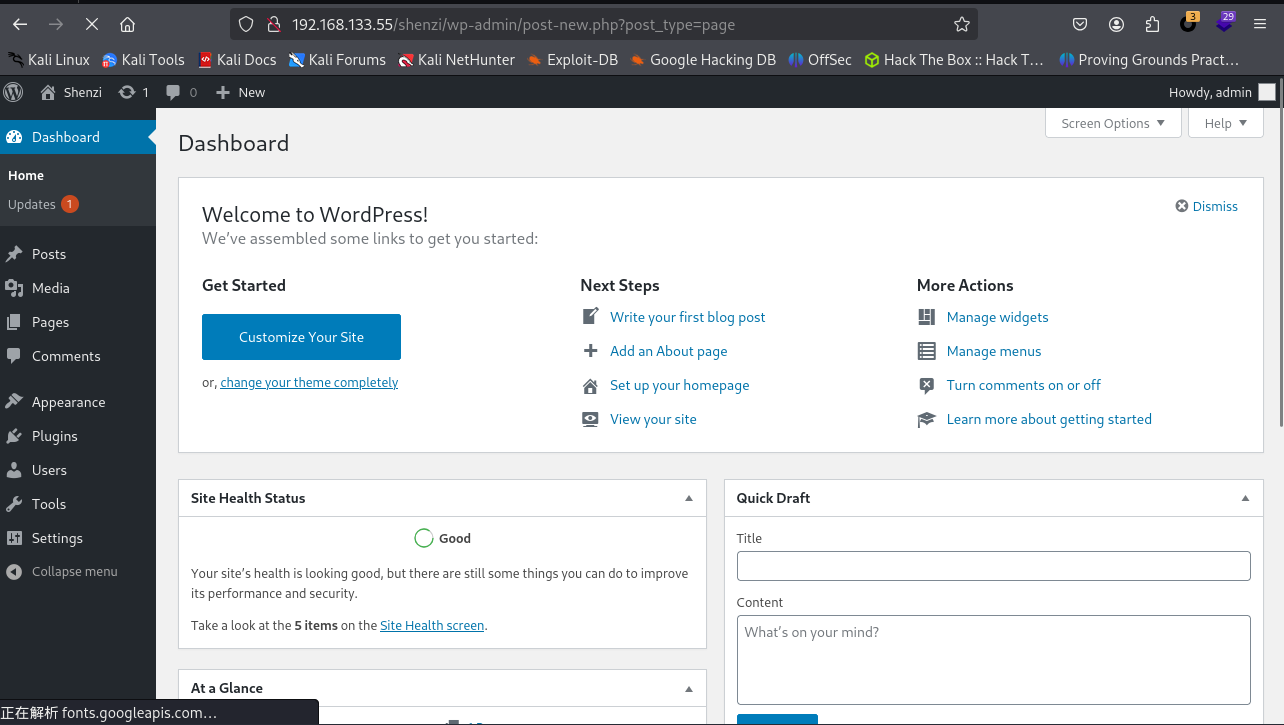 192.168.133.55/shenzi/wp-admin/post-new.php?post_type=page
3
29
Kali Linux Kali Tools Kali Docs Kali Forums Kali NetHunter Exploit-DB Google Hacking DB OffSec Hack The Box :: Hack T… Proving Grounds Pract…
Shenzi 1 0 New Howdy, admin
Dashboard
Home
Updates 1
Posts
Media
Pages
Comments
Appearance
Plugins
Users
Tools
Settings
Collapse menu
Screen Options Help
Dashboard
Welcome to WordPress!
Dismiss
We've assembled some links to get you started:
Get Started
Customize Your Site
or, change your theme completely
Next Steps
Write your first blog post
Add an About page
Set up your homepage
View your site
More Actions
Manage widgets
Manage menus
Turn comments on or off
Learn more about getting started
Site Health Status
Good
Your site's health is looking good, but there are still some things you can do to improve
its performance and security.
Take a look at the 5 items on the Site Health screen.
At a Glance
Quick Draft
Title
Content
What's on your mind?
正在解析 fonts.googleapis.com…